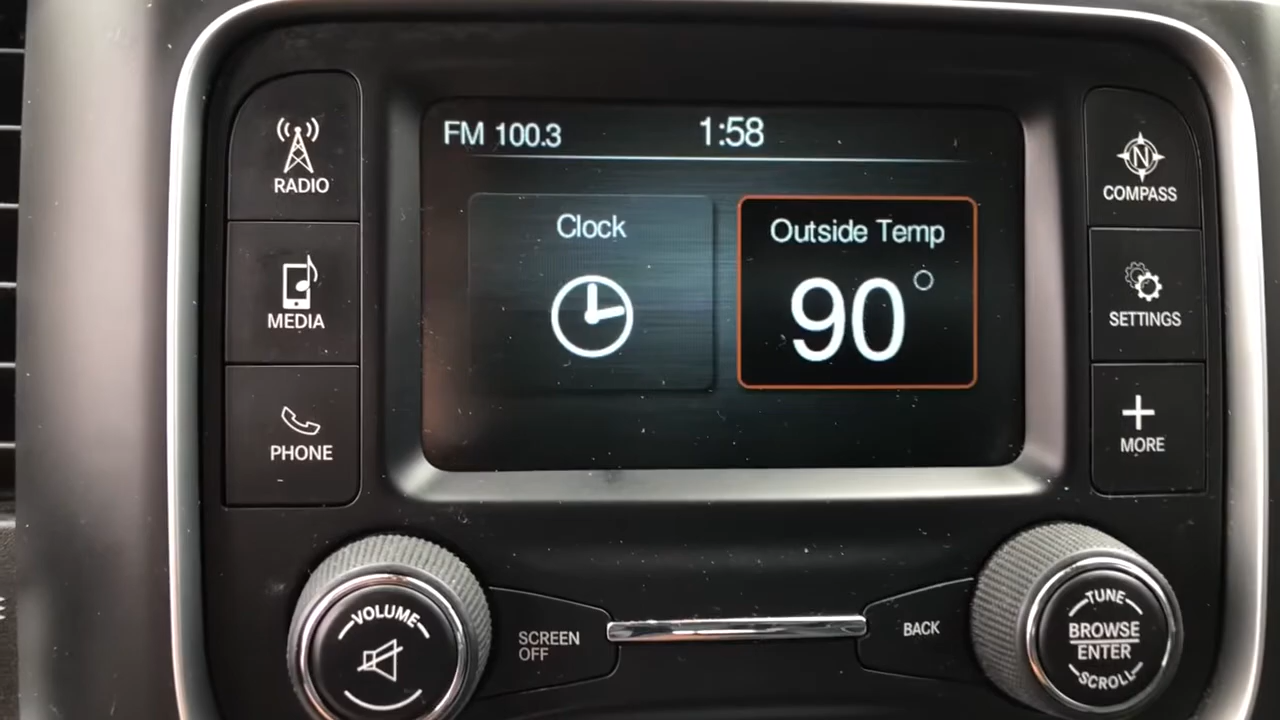 FM 100.3
1:58
RADIO
MEDIA
PHONE
Clock
Outside Temp
90°
N
COMPASS
SETTINGS
MORE
VOLUME
SCREEN
OFF
BACK
TUNE
BROWSE
ENTER
SCROLL